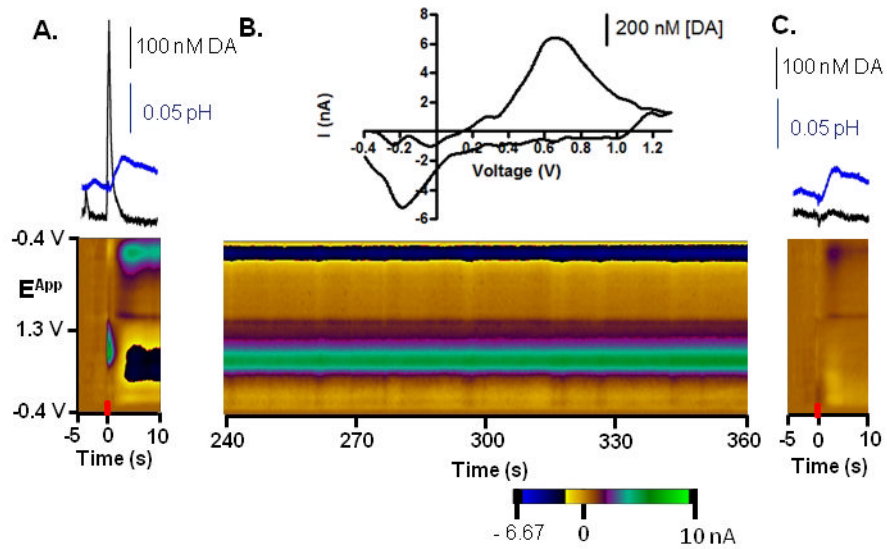 A.
100 nM DA
0.05 pH
-0.4 V
E^App
1.3 V
-0.4 V
-5 0 10
Time (s)
B.
200 nM [DA]
I (nA)
8
6
4
2
-2
-4
-6
-0.4 -0.2 0.2 0.4 0.6 0.8 1.0 1.2
Voltage (V)
240 270 300 330 360
Time (s)
- 6.67 0 10 nA
C.
100 nM DA
0.05 pH
-5 0 10
Time (s)